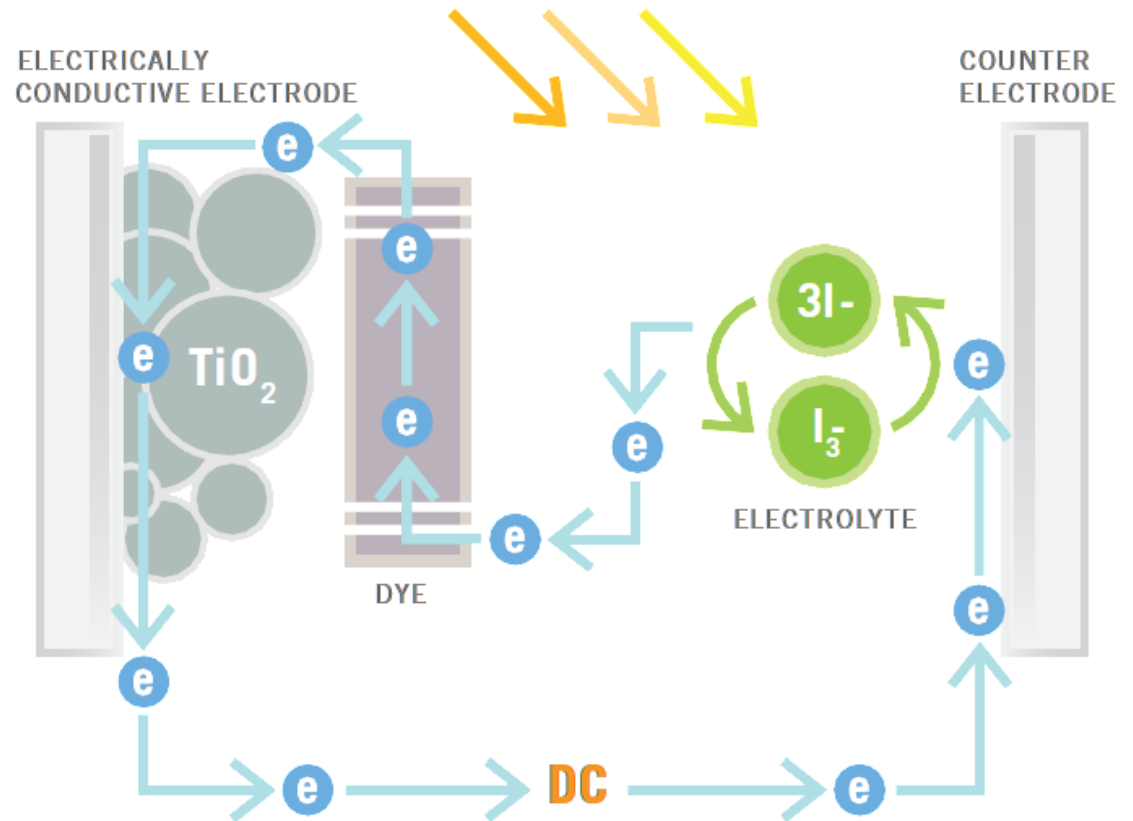 ELECTRICALLY
CONDUCTIVE ELECTRODE
COUNTER
ELECTRODE
e
e
e
TiO₂
e
3I-
e
e
I₃-
e
ELECTROLYTE
e
DYE
e
e
e
DC
e